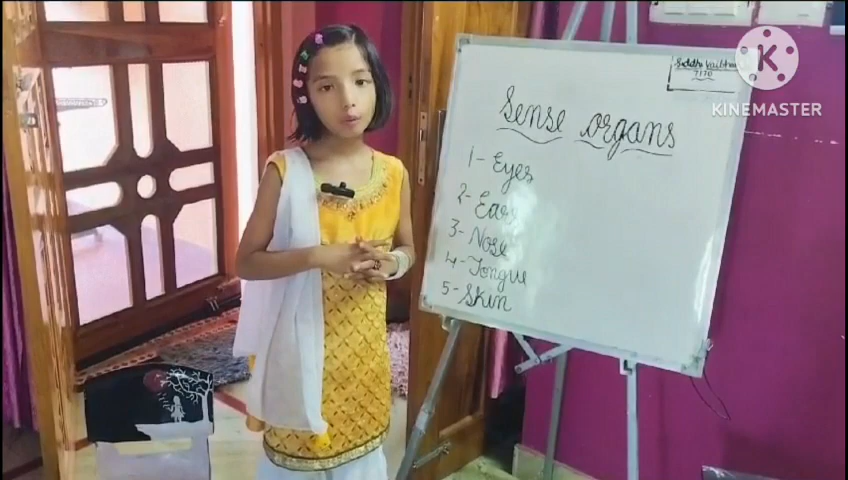 Sense organs
1- Eyes
2- Ears
3- Nose
4- Tongue
5- Skin
KINEMASTER